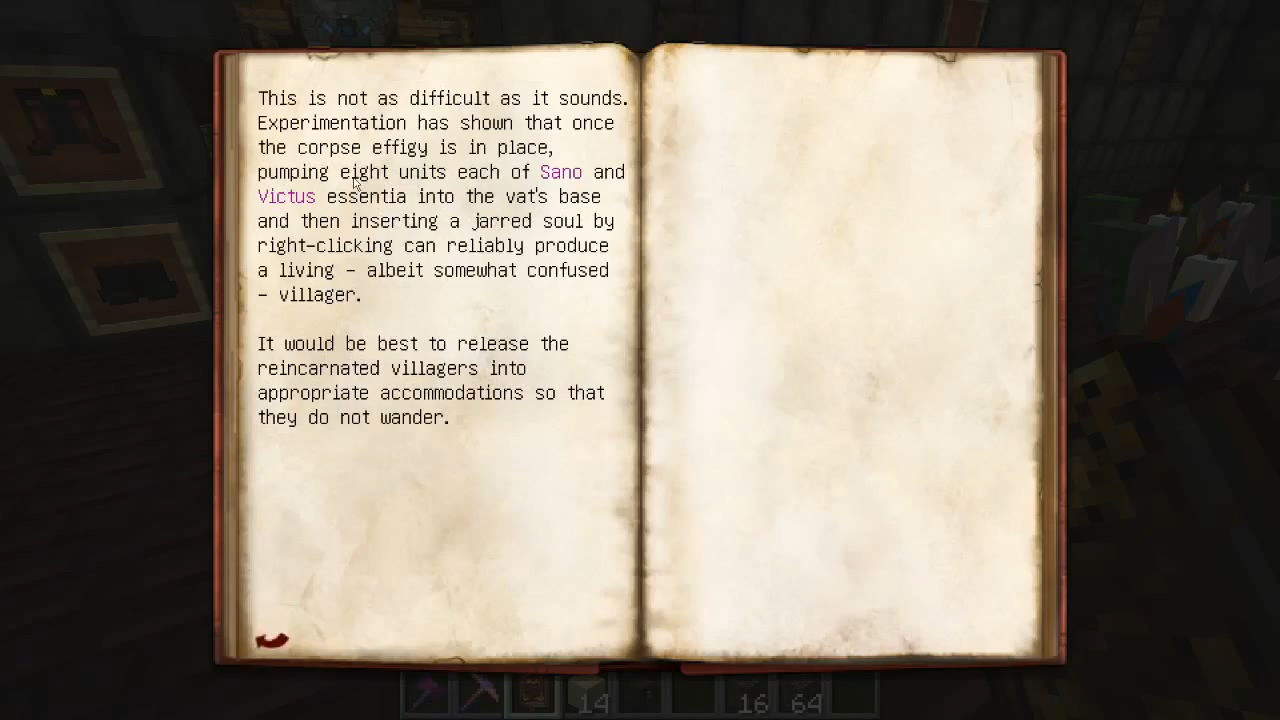 This is not as difficult as it sounds.
Experimentation has shown that once
the corpse effigy is in place,
pumping eight units each of Sano and
Victus essentia into the vat's base
and then inserting a jarred soul by
right-clicking can reliably produce
a living - albeit somewhat confused
- villager.
It would be best to release the
reincarnated villagers into
appropriate accommodations so that
they do not wander.
14 16 64